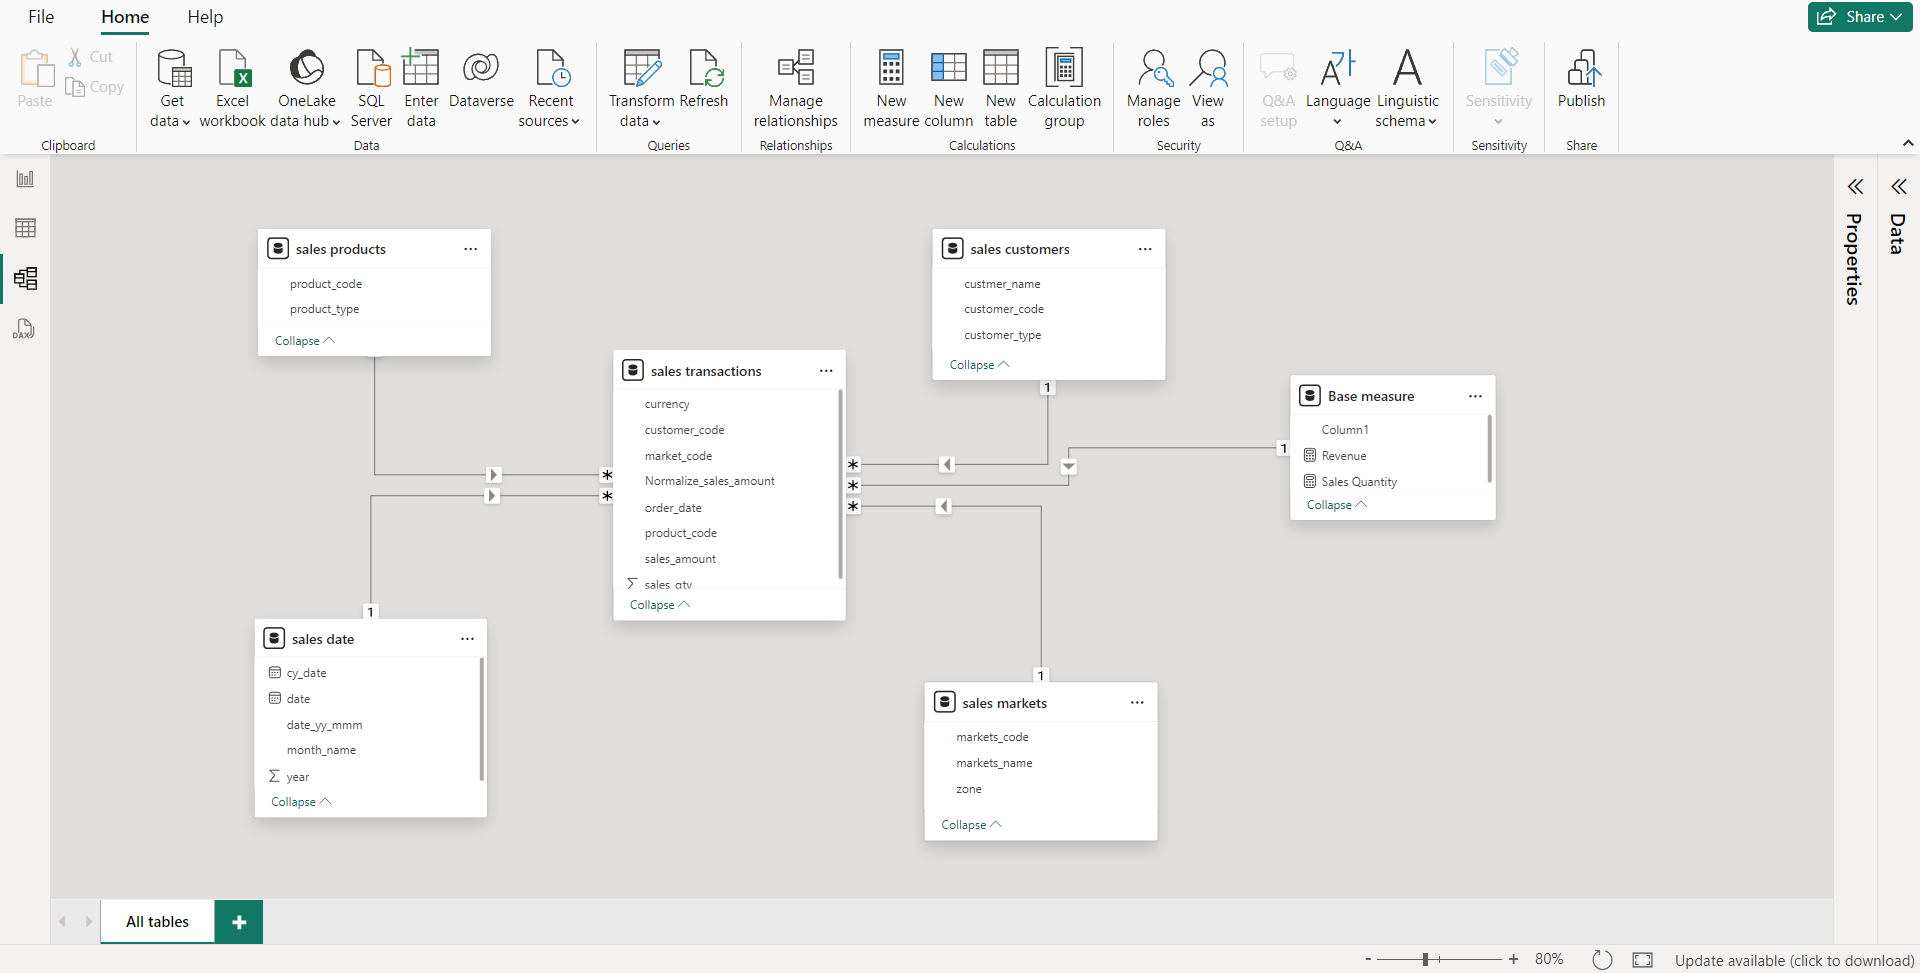 File Home Help
Share
Paste
Cut
Copy
Clipboard
Get data
Excel workbook
OneLake data hub
SQL Server
Enter data
Dataverse
Recent sources
Data
Transform data
Refresh
Queries
Manage relationships
Relationships
New measure
New column
New table
Calculation group
Calculations
Manage roles
View as
Security
Q&A setup
Language
Linguistic schema
Q&A
Sensitivity
Sensitivity
Publish
Share
DAX
Properties
Data
sales products
product_code
product_type
Collapse
sales customers
custmer_name
customer_code
customer_type
Collapse
1
sales transactions
currency
customer_code
market_code
Normalize_sales_amount
order_date
product_code
sales_amount
Σ sales_qty
Collapse
* * * * *
Base measure
Column1
Revenue
Sales Quantity
Collapse
1
1
sales date
cy_date
date
date_yy_mmm
month_name
Σ year
Collapse
1
sales markets
markets_code
markets_name
zone
Collapse
All tables
+
- + 80%
Update available (click to download)